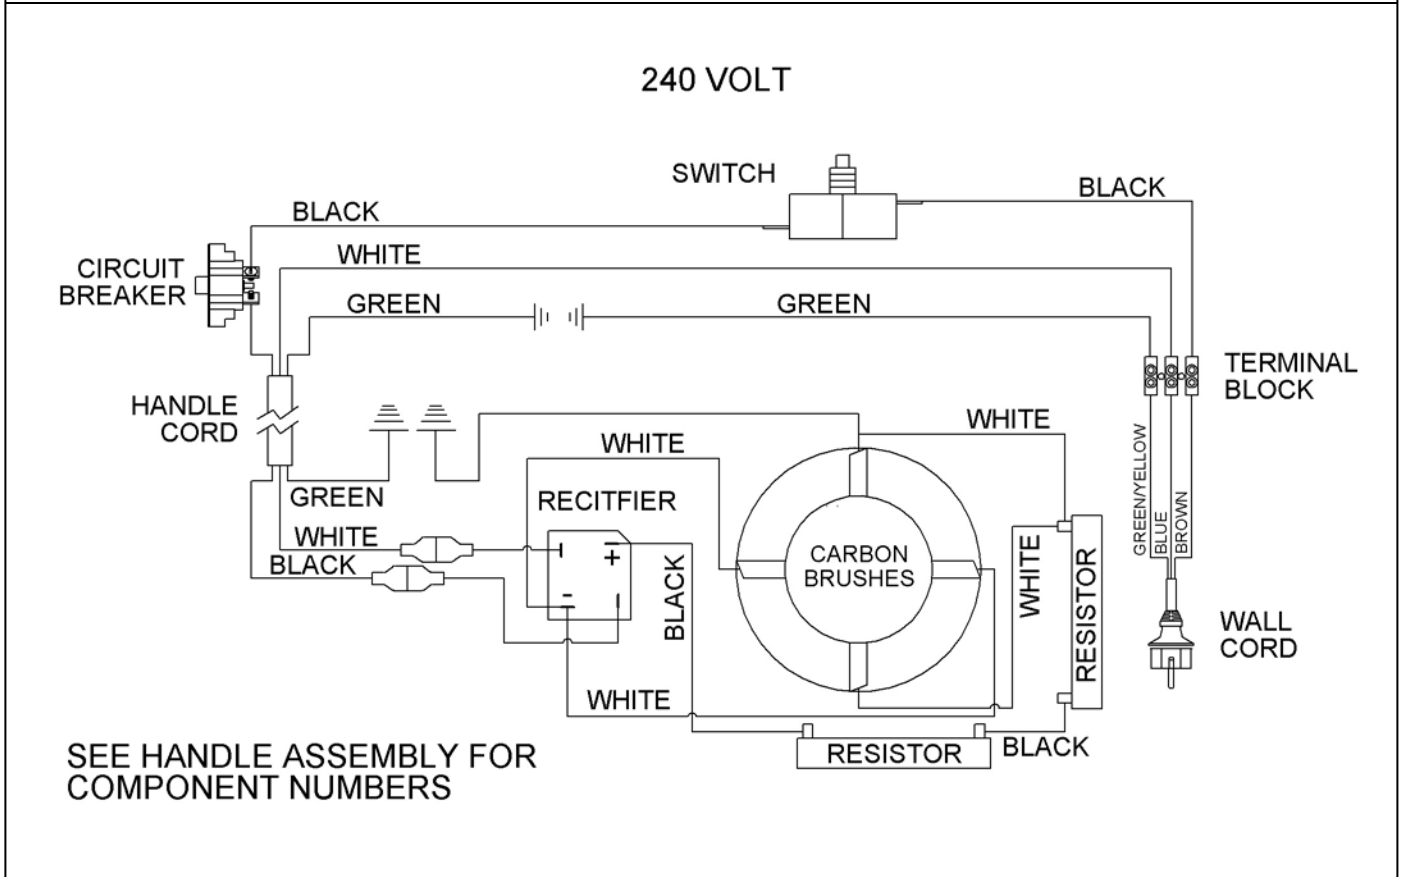 240 VOLT
SWITCH
BLACK
BLACK
WHITE
CIRCUIT
BREAKER
GREEN
GREEN
TERMINAL
BLOCK
HANDLE
CORD
WHITE
WHITE
GREEN
RECITFIER
GREEN/YELLOW
BLUE
BROWN
WHITE
BLACK
+
-
BLACK
CARBON
BRUSHES
WHITE
RESISTOR
WALL
CORD
WHITE
RESISTOR
BLACK
SEE HANDLE ASSEMBLY FOR
COMPONENT NUMBERS